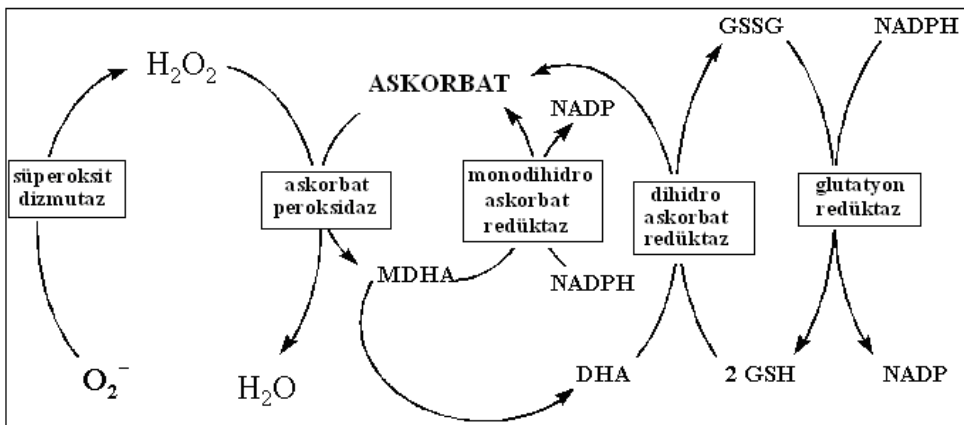 GSSG
NADPH
H₂O₂
ASKORBAT
NADP
süperoksit
dizmutaz
askorbat
peroksidaz
monodihidro
askorbat
redüktaz
dihidro
askorbat
redüktaz
glutatyon
redüktaz
MDHA
NADPH
O₂⁻
H₂O
DHA
2 GSH
NADP